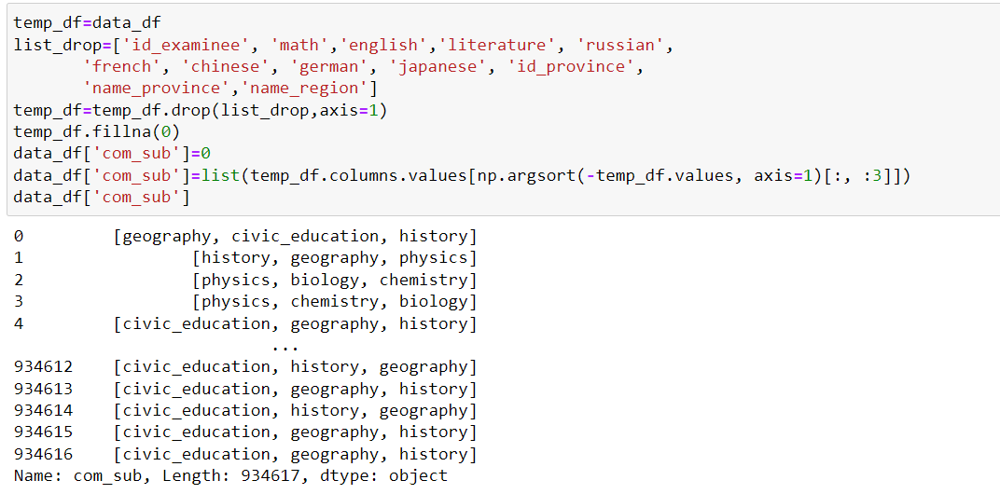 temp_df=data_df
list_drop=['id_examinee', 'math','english','literature', 'russian',
'french', 'chinese', 'german', 'japanese', 'id_province',
'name_province','name_region']
temp_df=temp_df.drop(list_drop,axis=1)
temp_df.fillna(0)
data_df['com_sub']=0
data_df['com_sub']=list(temp_df.columns.values[np.argsort(-temp_df.values, axis=1)[:, :3]])
data_df['com_sub']
0 [geography, civic_education, history]
1 [history, geography, physics]
2 [physics, biology, chemistry]
3 [physics, chemistry, biology]
4 [civic_education, geography, history]
...
934612 [civic_education, history, geography]
934613 [civic_education, geography, history]
934614 [civic_education, history, geography]
934615 [civic_education, geography, history]
934616 [civic_education, geography, history]
Name: com_sub, Length: 934617, dtype: object